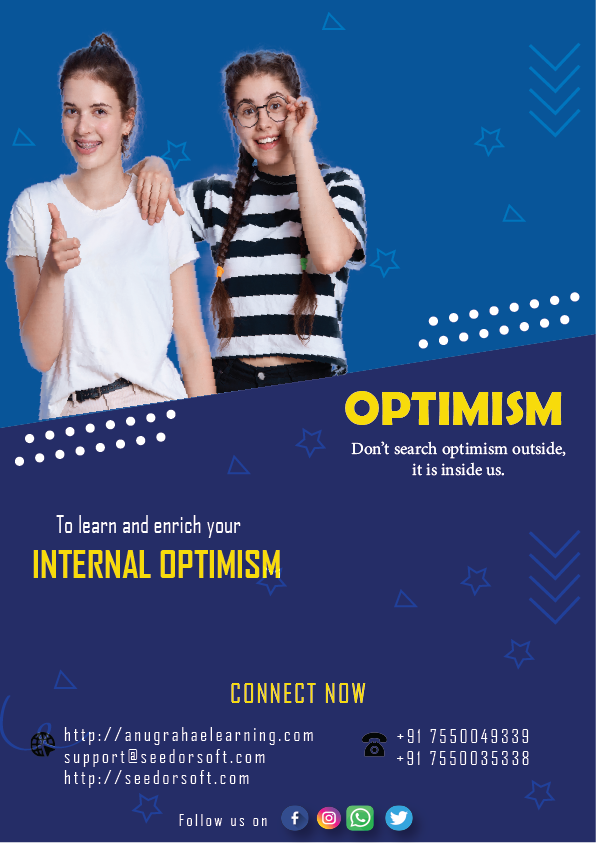 OPTIMISM
Don't search optimism outside,
it is inside us.
To learn and enrich your
INTERNAL OPTIMISM
CONNECT NOW
http://anugrahaelearning.com
support@seedorsoft.com
http://seedorsoft.com
+91 7550049339
+91 7550035338
Follow us on